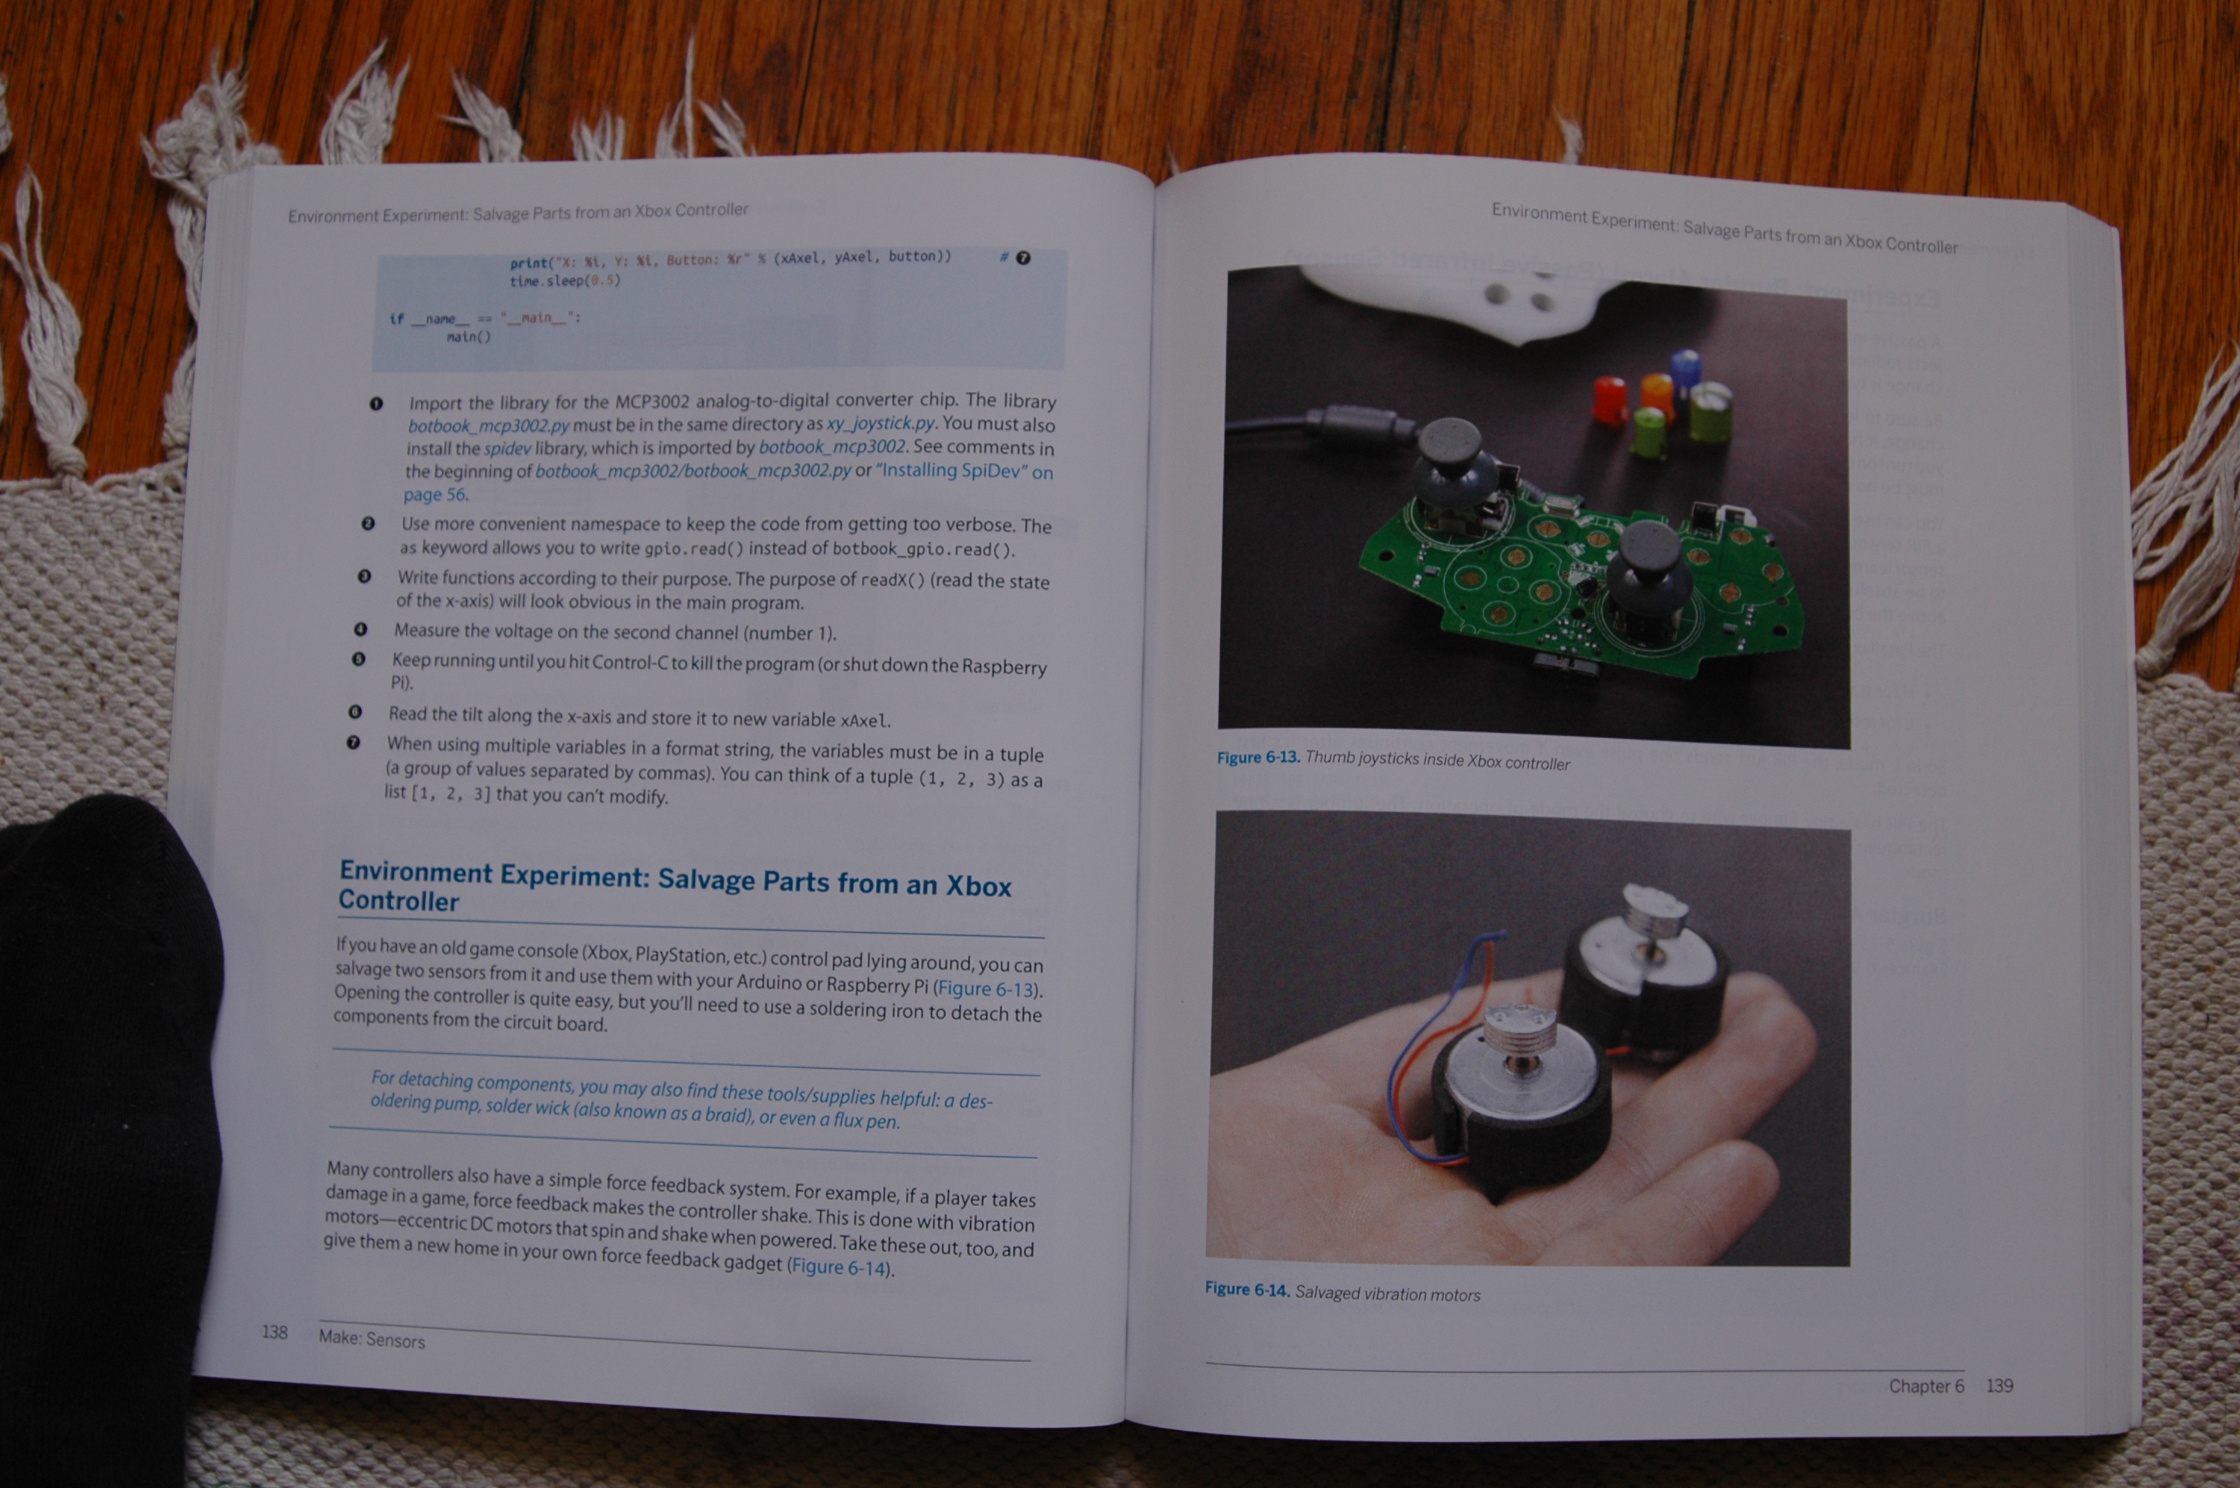 Environment Experiment: Salvage Parts from an Xbox Controller
print("X: %i, Y: %i, Button: %r" % (xAxel, yAxel, button))
time.sleep(0.5) # ❼
if __name__ == "__main__":
main()
❶ Import the library for the MCP3002 analog-to-digital converter chip. The library
botbook_mcp3002.py must be in the same directory as xy_joystick.py. You must also
install the spidev library, which is imported by botbook_mcp3002. See comments in
the beginning of botbook_mcp3002/botbook_mcp3002.py or "Installing SpiDev" on
page 56.
❷ Use more convenient namespace to keep the code from getting too verbose. The
as keyword allows you to write gpio.read() instead of botbook_gpio.read().
❸ Write functions according to their purpose. The purpose of readX() (read the state
of the x-axis) will look obvious in the main program.
❹ Measure the voltage on the second channel (number 1).
❺ Keep running until you hit Control-C to kill the program (or shut down the Raspberry
Pi).
❻ Read the tilt along the x-axis and store it to new variable xAxel.
❼ When using multiple variables in a format string, the variables must be in a tuple
(a group of values separated by commas). You can think of a tuple (1, 2, 3) as a
list [1, 2, 3] that you can't modify.
Environment Experiment: Salvage Parts from an Xbox
Controller
If you have an old game console (Xbox, PlayStation, etc.) control pad lying around, you can
salvage two sensors from it and use them with your Arduino or Raspberry Pi (Figure 6-13).
Opening the controller is quite easy, but you'll need to use a soldering iron to detach the
components from the circuit board.
For detaching components, you may also find these tools/supplies helpful: a des-
oldering pump, solder wick (also known as a braid), or even a flux pen.
Many controllers also have a simple force feedback system. For example, if a player takes
damage in a game, force feedback makes the controller shake. This is done with vibration
motors—eccentric DC motors that spin and shake when powered. Take these out, too, and
give them a new home in your own force feedback gadget (Figure 6-14).
138 Make: Sensors
Environment Experiment: Salvage Parts from an Xbox Controller
Figure 6-13. Thumb joysticks inside Xbox controller
Figure 6-14. Salvaged vibration motors
Chapter 6 139